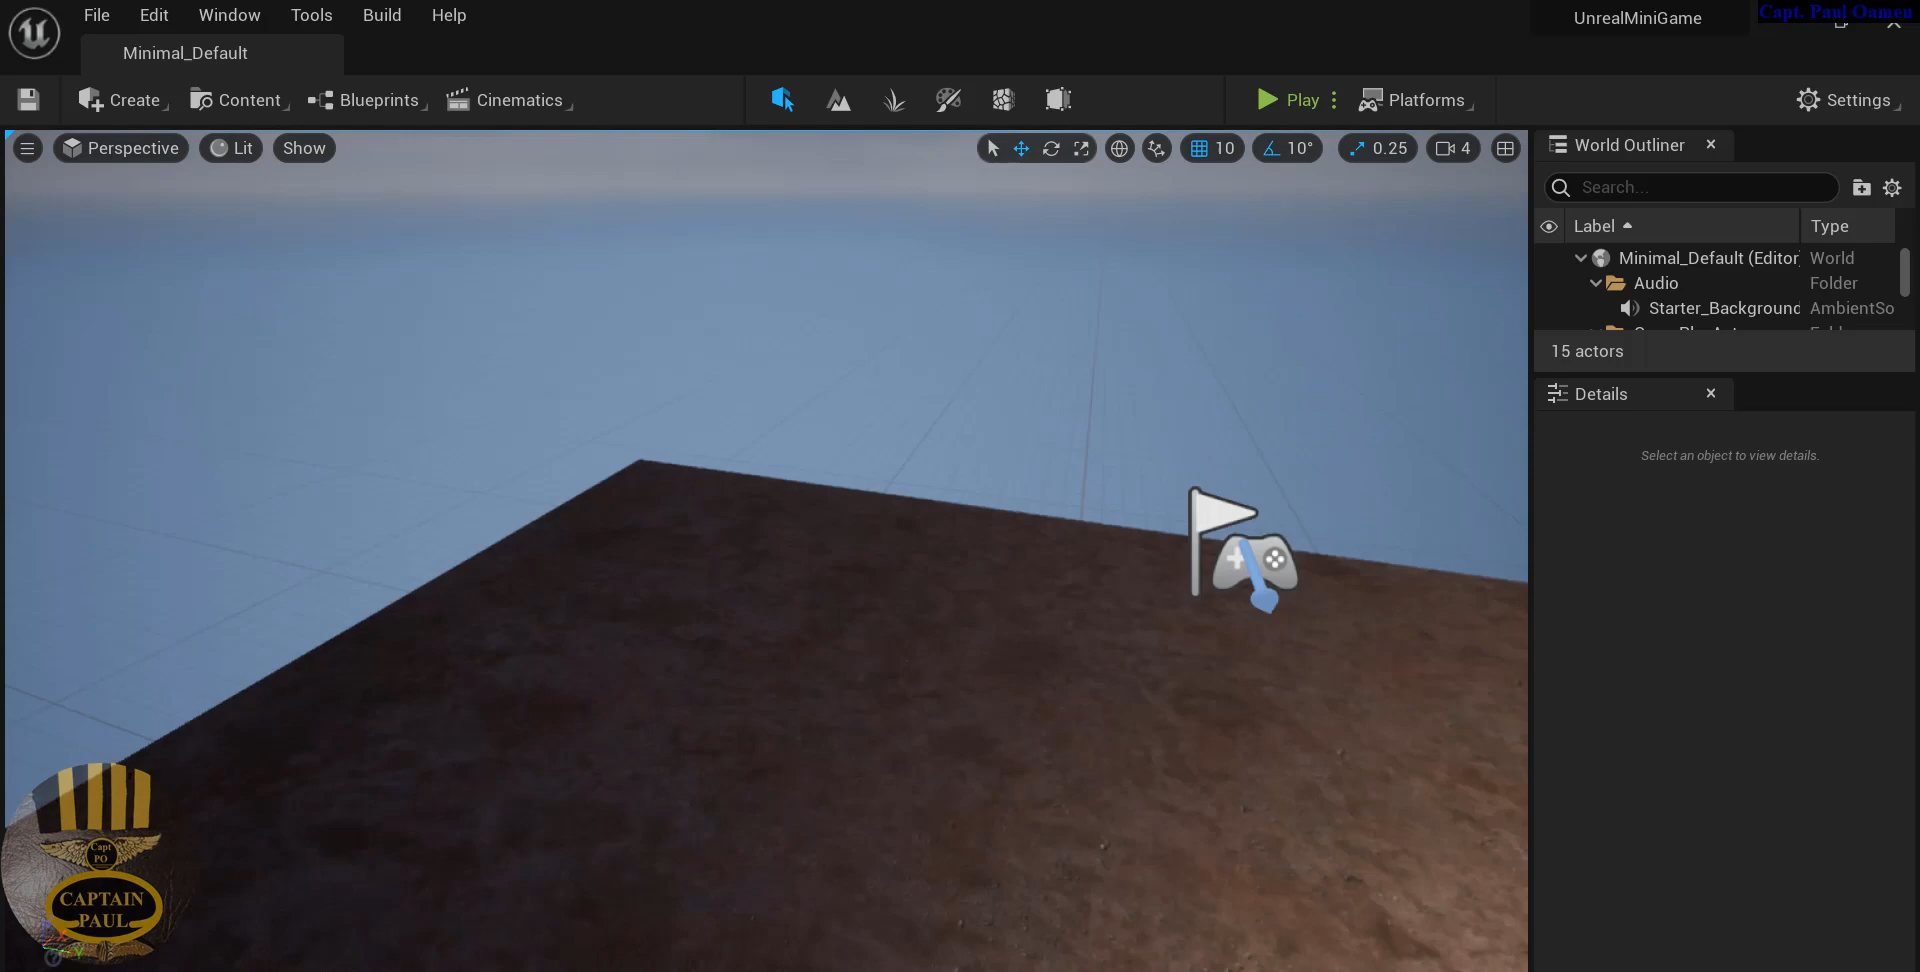 File Edit Window Tools Build Help
UnrealMiniGame
Capt. Paul Oamen
Minimal_Default
Create Content Blueprints Cinematics
Play Platforms Settings
Perspective Lit Show
10 10° 0.25 4
World Outliner
Search...
Label Type
Minimal_Default (Editor World
Audio Folder
Starter_Background AmbientSo
15 actors
Details
Select an object to view details.
Capt
PO
CAPTAIN
PAUL